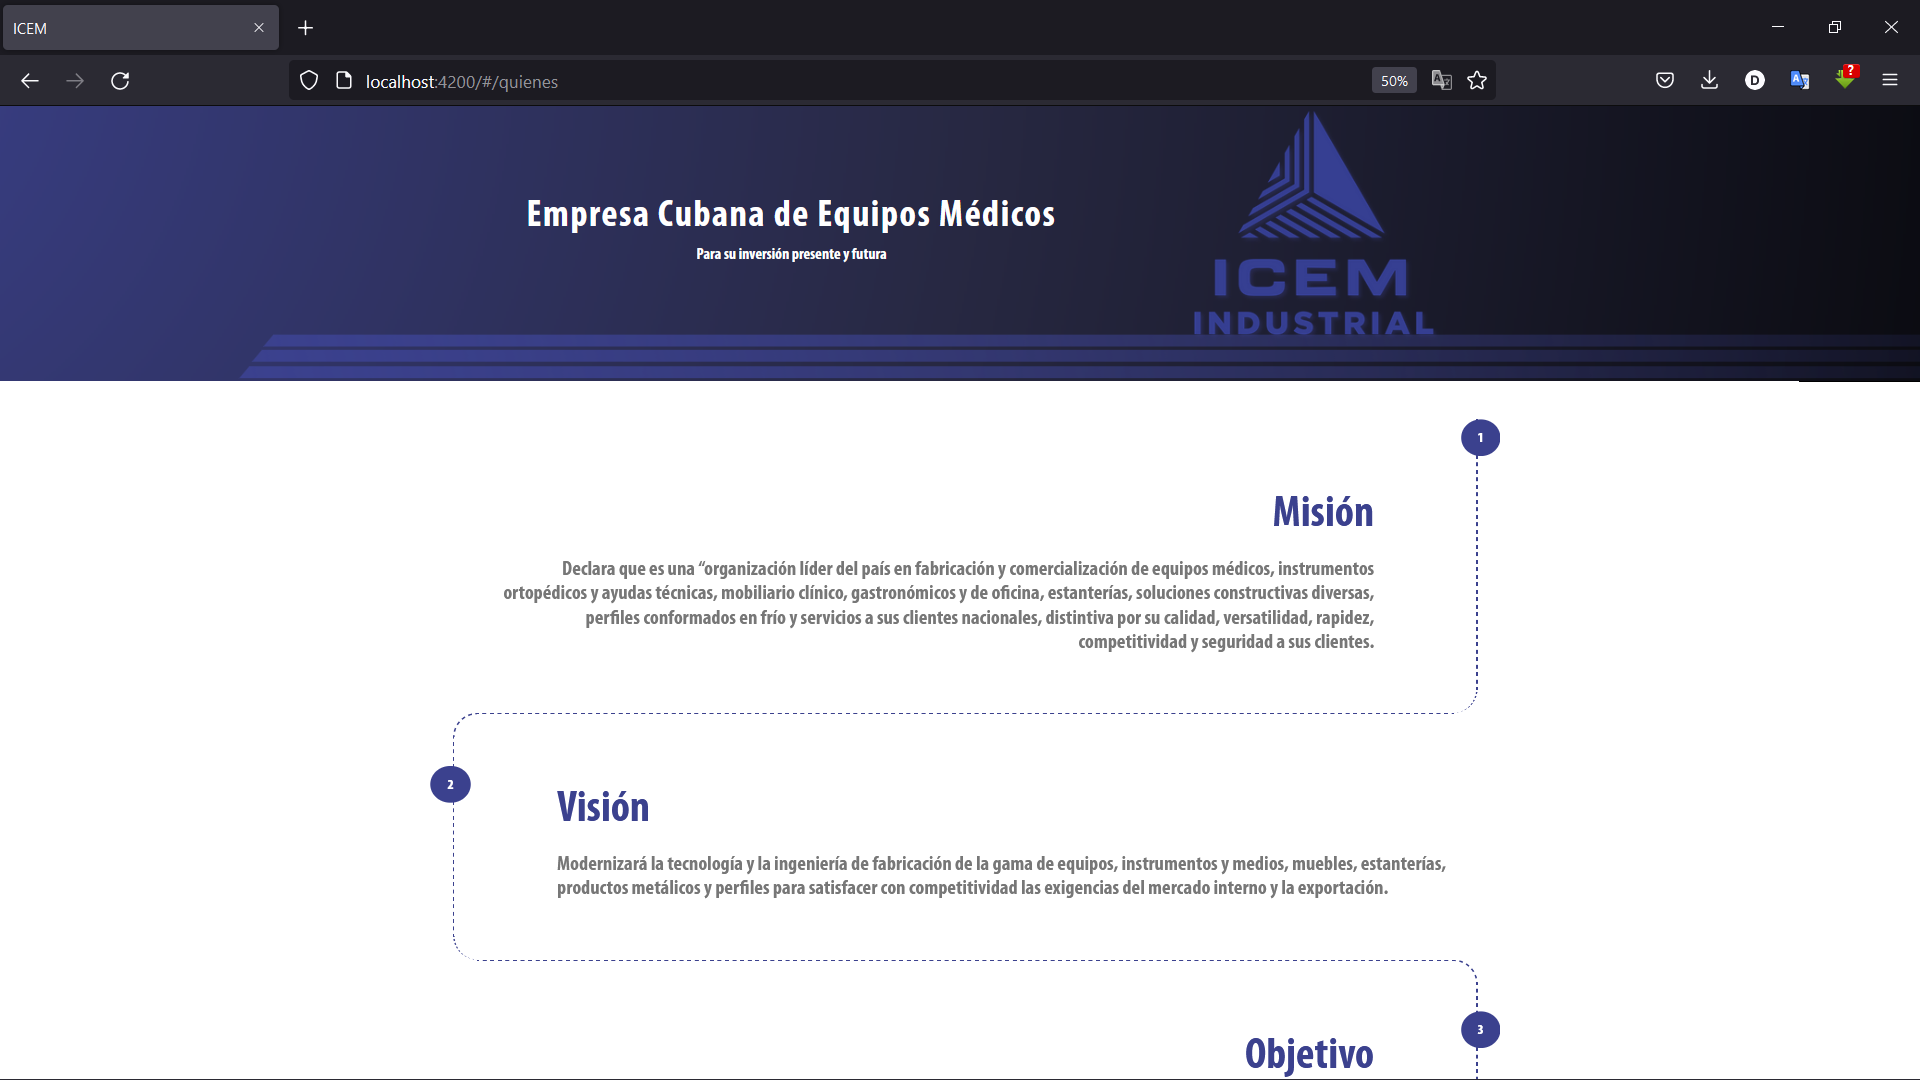 ICEM
localhost:4200/#/quienes
50%
D
?
Empresa Cubana de Equipos Médicos
Para su inversión presente y futura
ICEM
INDUSTRIAL
1
Misión
Declara que es una “organización líder del país en fabricación y comercialización de equipos médicos, instrumentos
ortopédicos y ayudas técnicas, mobiliario clínico, gastronómicos y de oficina, estanterías, soluciones constructivas diversas,
perfiles conformados en frío y servicios a sus clientes nacionales, distintiva por su calidad, versatilidad, rapidez,
competitividad y seguridad a sus clientes.
2
Visión
Modernizará la tecnología y la ingeniería de fabricación de la gama de equipos, instrumentos y medios, muebles, estanterías,
productos metálicos y perfiles para satisfacer con competitividad las exigencias del mercado interno y la exportación.
3
Objetivo